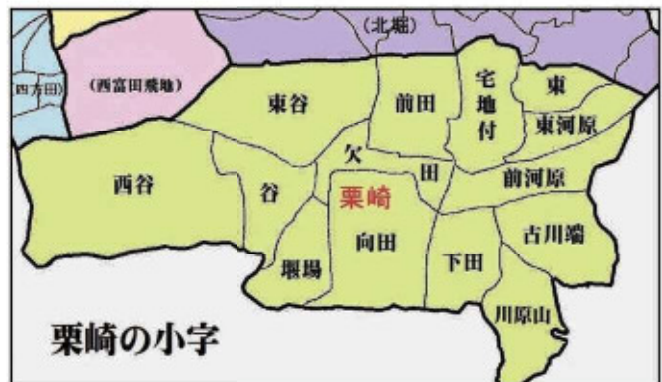 (北堀)
(四方田)
(西富田飛地)
東谷
前田
宅地付
東
東河原
西谷
谷
欠田
前河原
栗崎
向田
堰場
下田
古川端
川原山
栗崎の小字